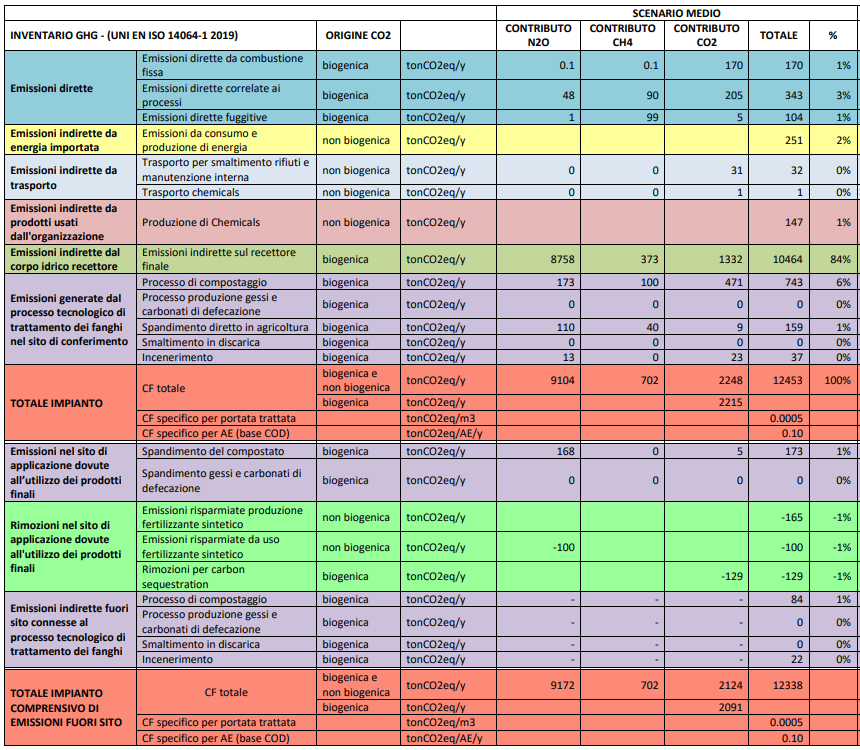 SCENARIO MEDIO
INVENTARIO GHG - (UNI EN ISO 14064-1 2019) ORIGINE CO2 CONTRIBUTO N2O CONTRIBUTO CH4 CONTRIBUTO CO2 TOTALE %
Emissioni dirette
Emissioni dirette da combustione fissa biogenica tonCO2eq/y 0.1 0.1 170 170 1%
Emissioni dirette correlate ai processi biogenica tonCO2eq/y 48 90 205 343 3%
Emissioni dirette fuggitive biogenica tonCO2eq/y 1 99 5 104 1%
Emissioni indirette da energia importata Emissioni da consumo e produzione di energia non biogenica tonCO2eq/y 251 2%
Emissioni indirette da trasporto
Trasporto per smaltimento rifiuti e manutenzione interna non biogenica tonCO2eq/y 0 0 31 32 0%
Trasporto chemicals non biogenica tonCO2eq/y 0 0 1 1 0%
Emissioni indirette da prodotti usati dall'organizzazione Produzione di Chemicals non biogenica tonCO2eq/y 147 1%
Emissioni indirette dal corpo idrico recettore Emissioni indirette sul recettore finale biogenica tonCO2eq/y 8758 373 1332 10464 84%
Emissioni generate dal processo tecnologico di trattamento dei fanghi nel sito di conferimento
Processo di compostaggio biogenica tonCO2eq/y 173 100 471 743 6%
Processo produzione gessi e carbonati di defecazione biogenica tonCO2eq/y 0 0 0 0 0%
Spandimento diretto in agricoltura biogenica tonCO2eq/y 110 40 9 159 1%
Smaltimento in discarica biogenica tonCO2eq/y 0 0 0 0 0%
Incenerimento biogenica tonCO2eq/y 13 0 23 37 0%
TOTALE IMPIANTO
CF totale biogenica e non biogenica tonCO2eq/y 9104 702 2248 12453 100%
biogenica tonCO2eq/y 2215
CF specifico per portata trattata tonCO2eq/m3 0.0005
CF specifico per AE (base COD) tonCO2eq/AE/y 0.10
Emissioni nel sito di applicazione dovute all'utilizzo dei prodotti finali
Spandimento del compostato biogenica tonCO2eq/y 168 0 5 173 1%
Spandimento gessi e carbonati di defecazione biogenica tonCO2eq/y 0 0 0 0 0%
Rimozioni nel sito di applicazione dovute all'utilizzo dei prodotti finali
Emissioni risparmiate produzione fertilizzante sintetico non biogenica tonCO2eq/y -165 -1%
Emissioni risparmiate da uso fertilizzante sintetico non biogenica tonCO2eq/y -100 -100 -1%
Rimozioni per carbon sequestration biogenica tonCO2eq/y -129 -129 -1%
Emissioni indirette fuori sito connesse al processo tecnologico di trattamento dei fanghi
Processo di compostaggio biogenica tonCO2eq/y - - - 84 1%
Processo produzione gessi e carbonati di defecazione biogenica tonCO2eq/y - - - 0 0%
Smaltimento in discarica biogenica tonCO2eq/y - - - 0 0%
Incenerimento biogenica tonCO2eq/y - - - 22 0%
TOTALE IMPIANTO COMPRENSIVO DI EMISSIONI FUORI SITO
CF totale biogenica e non biogenica tonCO2eq/y 9172 702 2124 12338
biogenica tonCO2eq/y 2091
CF specifico per portata trattata tonCO2eq/m3 0.0005
CF specifico per AE (base COD) tonCO2eq/AE/y 0.10